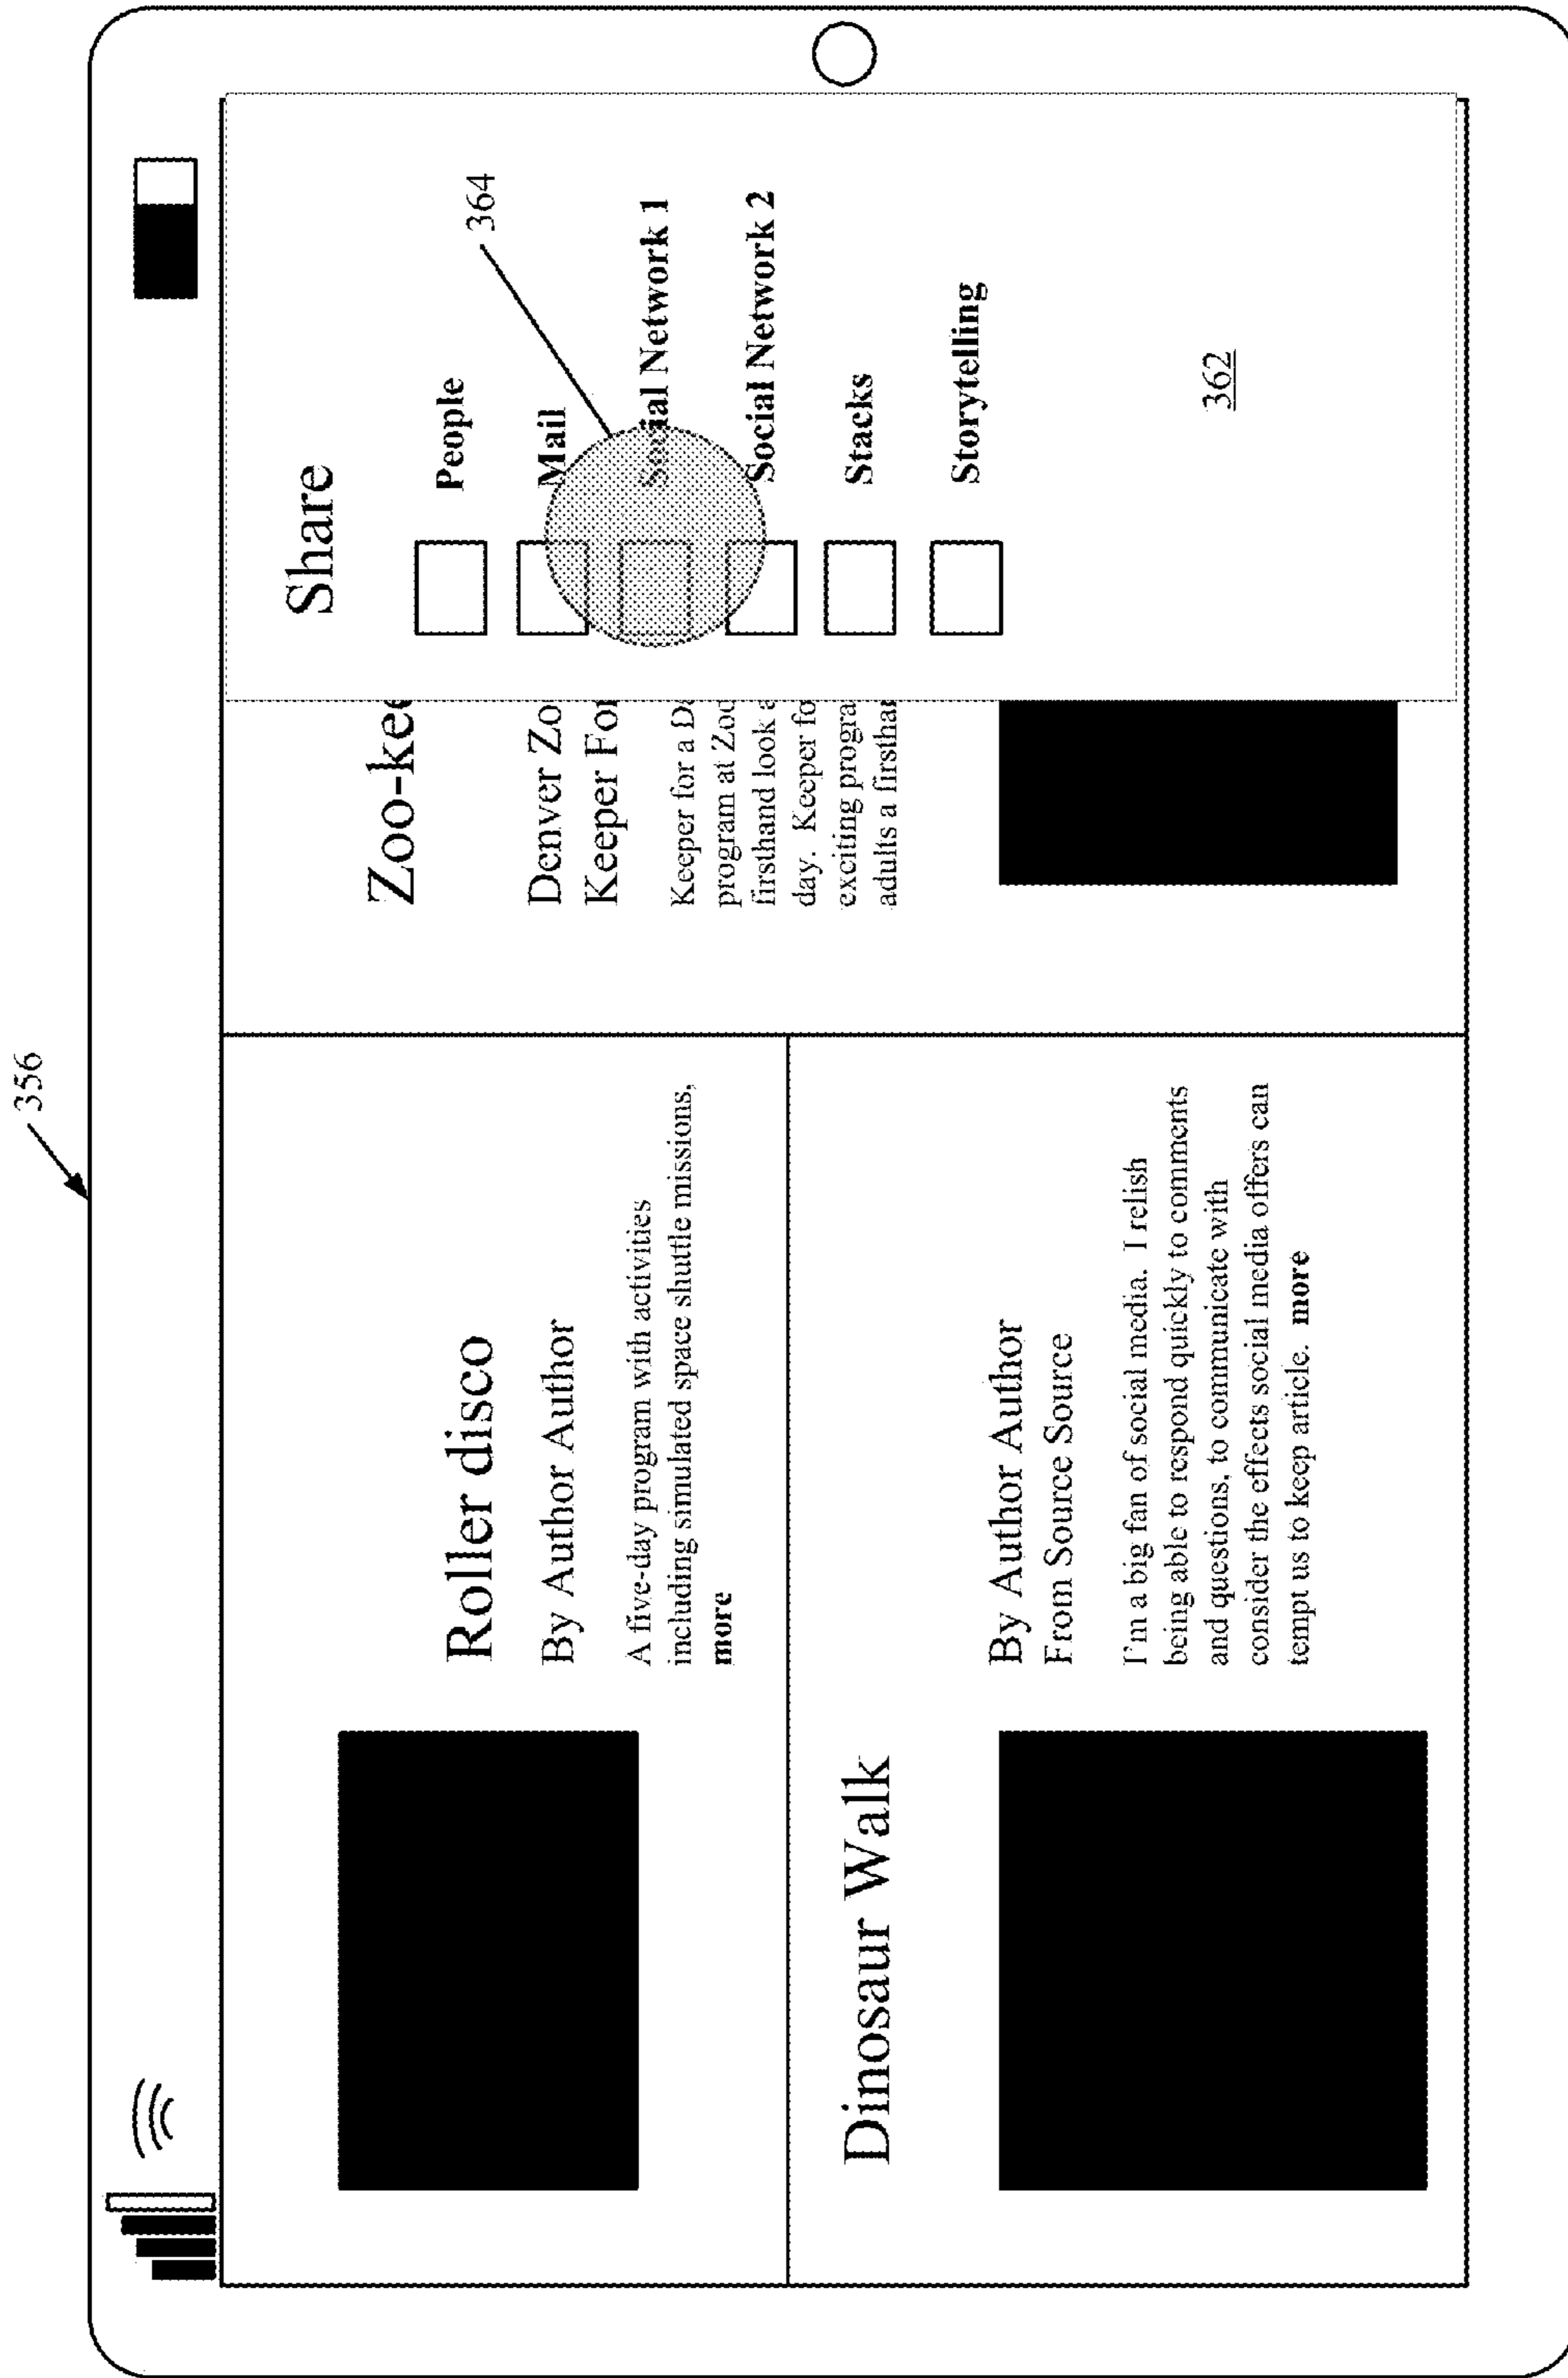 356
Roller disco
By Author Author
A five-day program with activities
including simulated space shuttle missions,
more
Dinosaur Walk
By Author Author
From Source Source
I'm a big fan of social media. I relish
being able to respond quickly to comments
and questions, to communicate with
consider the effects social media offers can
tempt us to keep article. more
Zoo-kee
Denver Zo
Keeper For
Keeper for a Da
program at Zoo
firsthand look a
day. Keeper fo
exciting progra
adults a firsthan
Share
People
Mail
Social Network 1
Social Network 2
Stacks
Storytelling
364
362